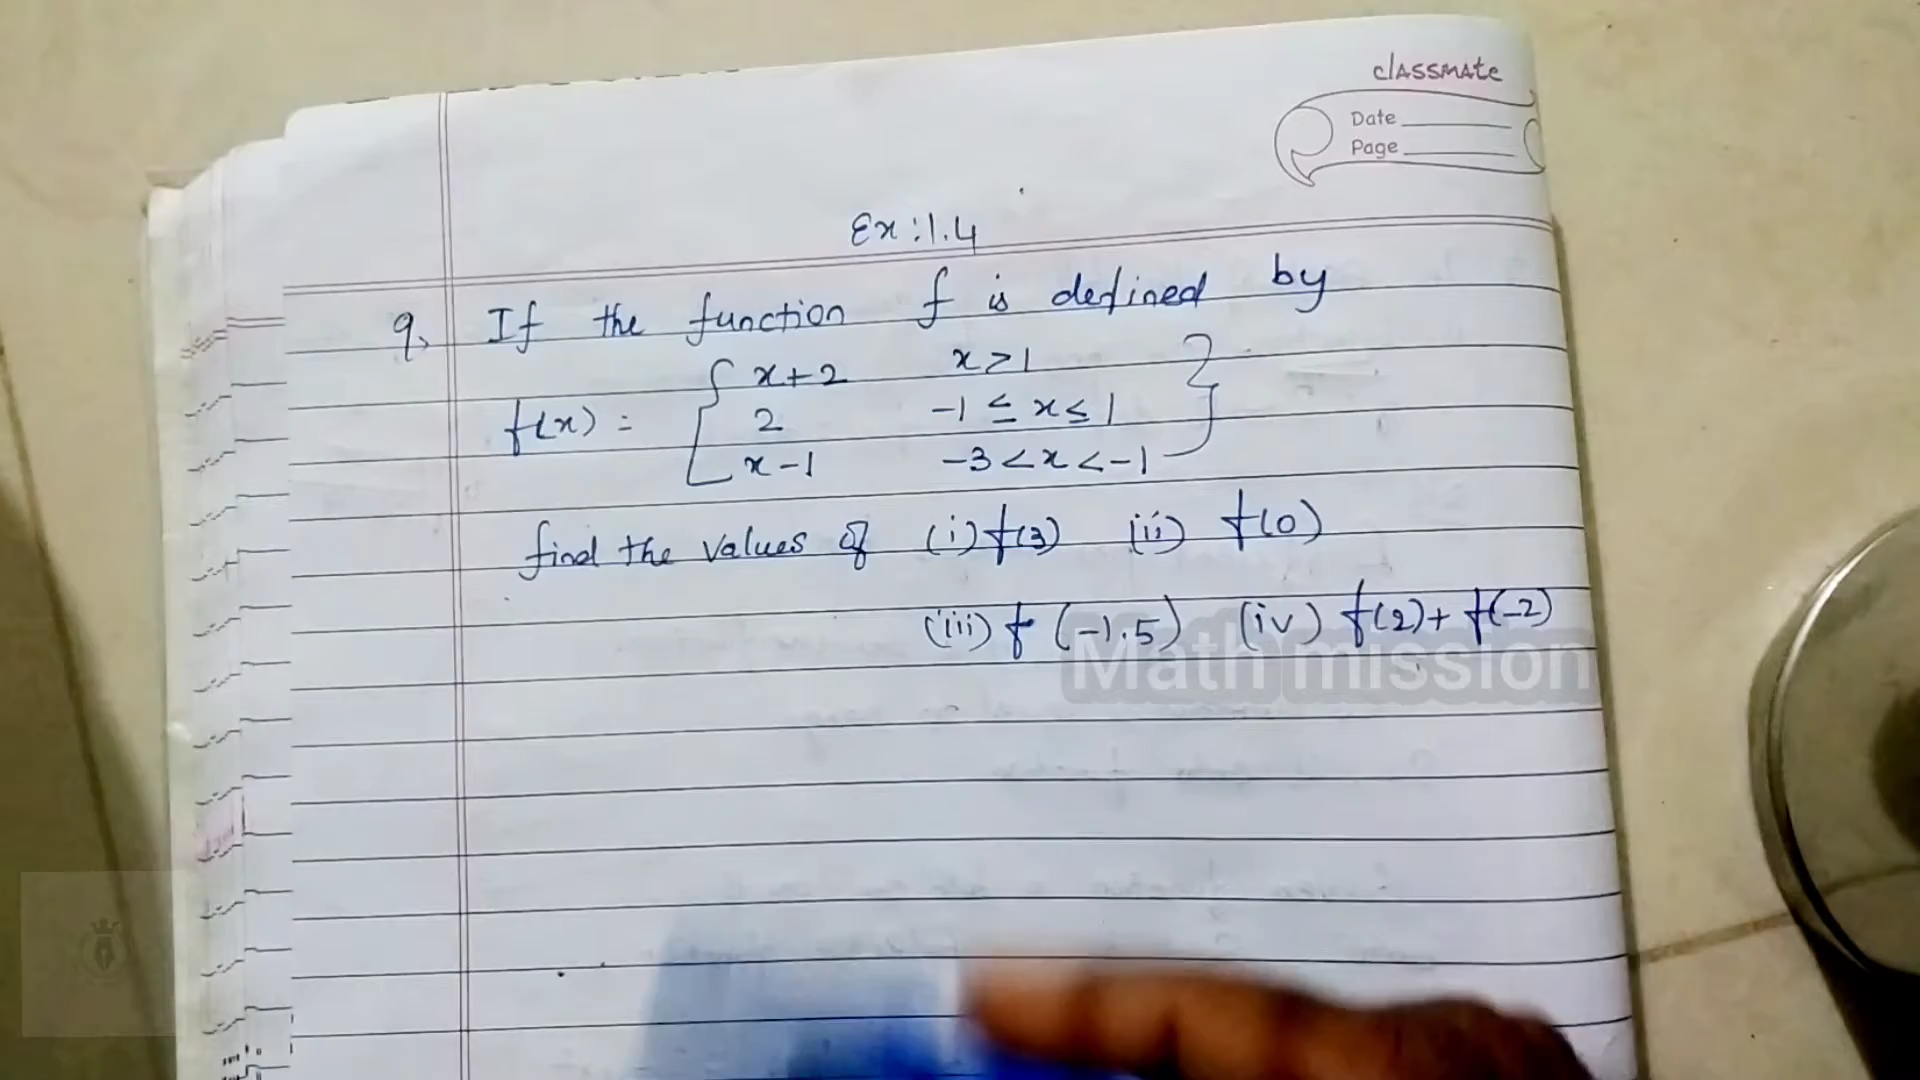 classmate
Date
Page
Ex:1.4
9, If the function f is defined by
f(x) = { x+2 x>1
2 -1 ≤ x ≤ 1
x-1 -3<x<-1 }
find the values of (i) f(3) (ii) f(0)
(iii) f (-1.5) (iv) f(2)+ f(-2)
Math mission